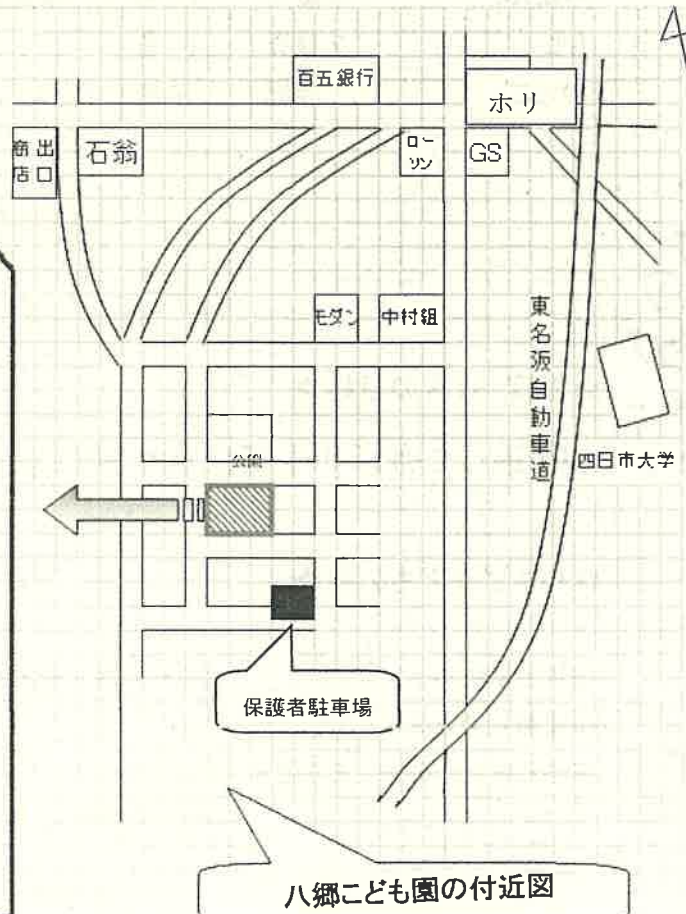 百五銀行
ホリ
出口
商店
石翁
ロー
ソン
GS
モダン
中村組
東名阪自動車道
公園
四日市大学
保護者駐車場
八郷こども園の付近図